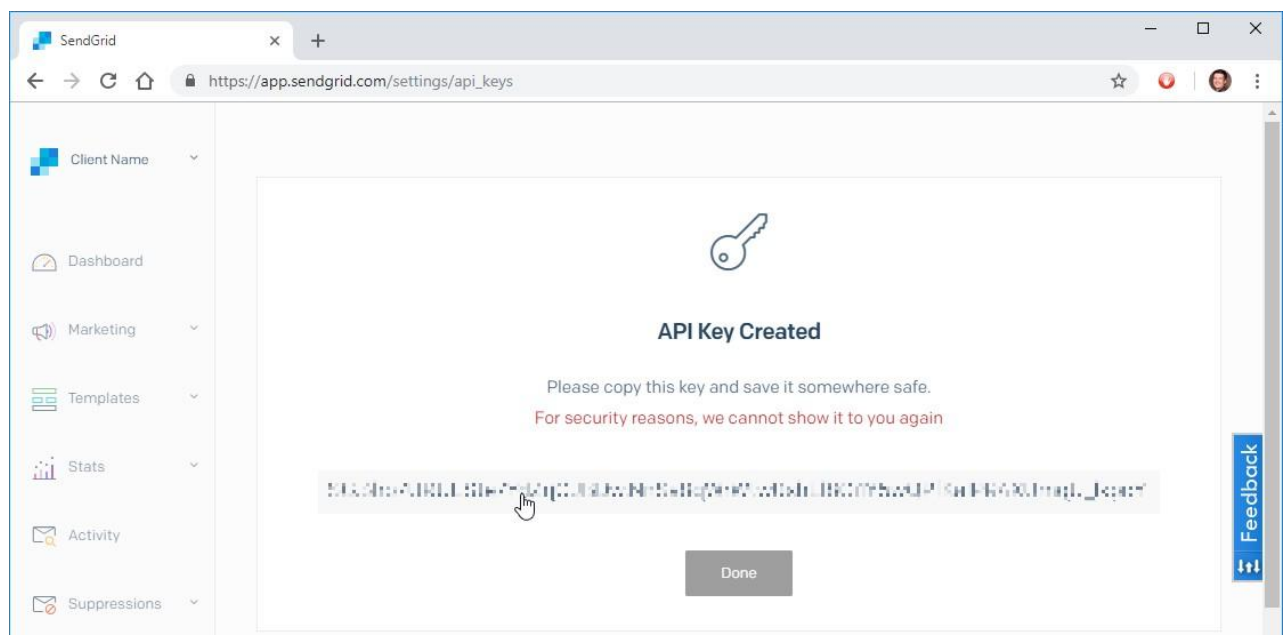 SendGrid
https://app.sendgrid.com/settings/api_keys
Client Name
Dashboard
Marketing
Templates
Stats
Activity
Suppressions
API Key Created
Please copy this key and save it somewhere safe.
For security reasons, we cannot show it to you again
Done
Feedback